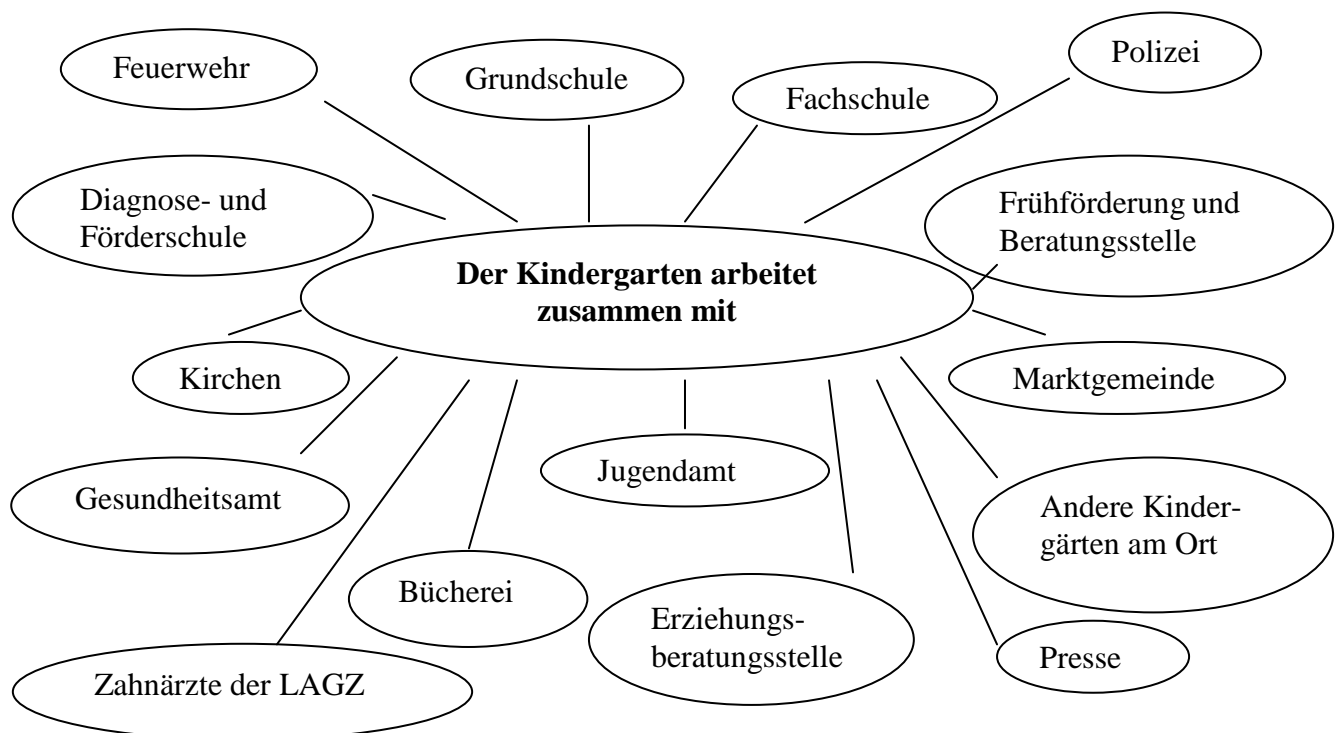 Feuerwehr
Grundschule
Fachschule
Polizei
Diagnose- und
Förderschule
Frühförderung und
Beratungsstelle
Der Kindergarten arbeitet
zusammen mit
Kirchen
Marktgemeinde
Gesundheitsamt
Jugendamt
Andere Kinder-
gärten am Ort
Bücherei
Erziehungs-
beratungsstelle
Presse
Zahnärzte der LAGZ